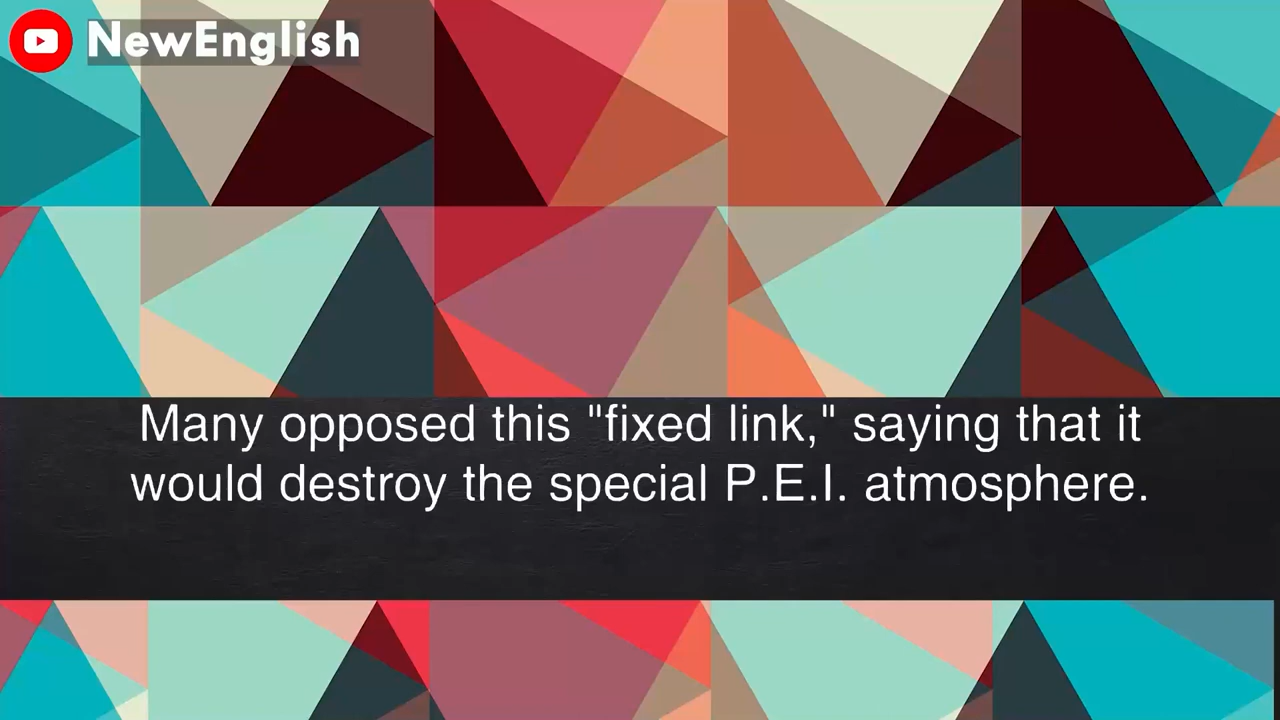 NewEnglish
Many opposed this "fixed link," saying that it
would destroy the special P.E.I. atmosphere.